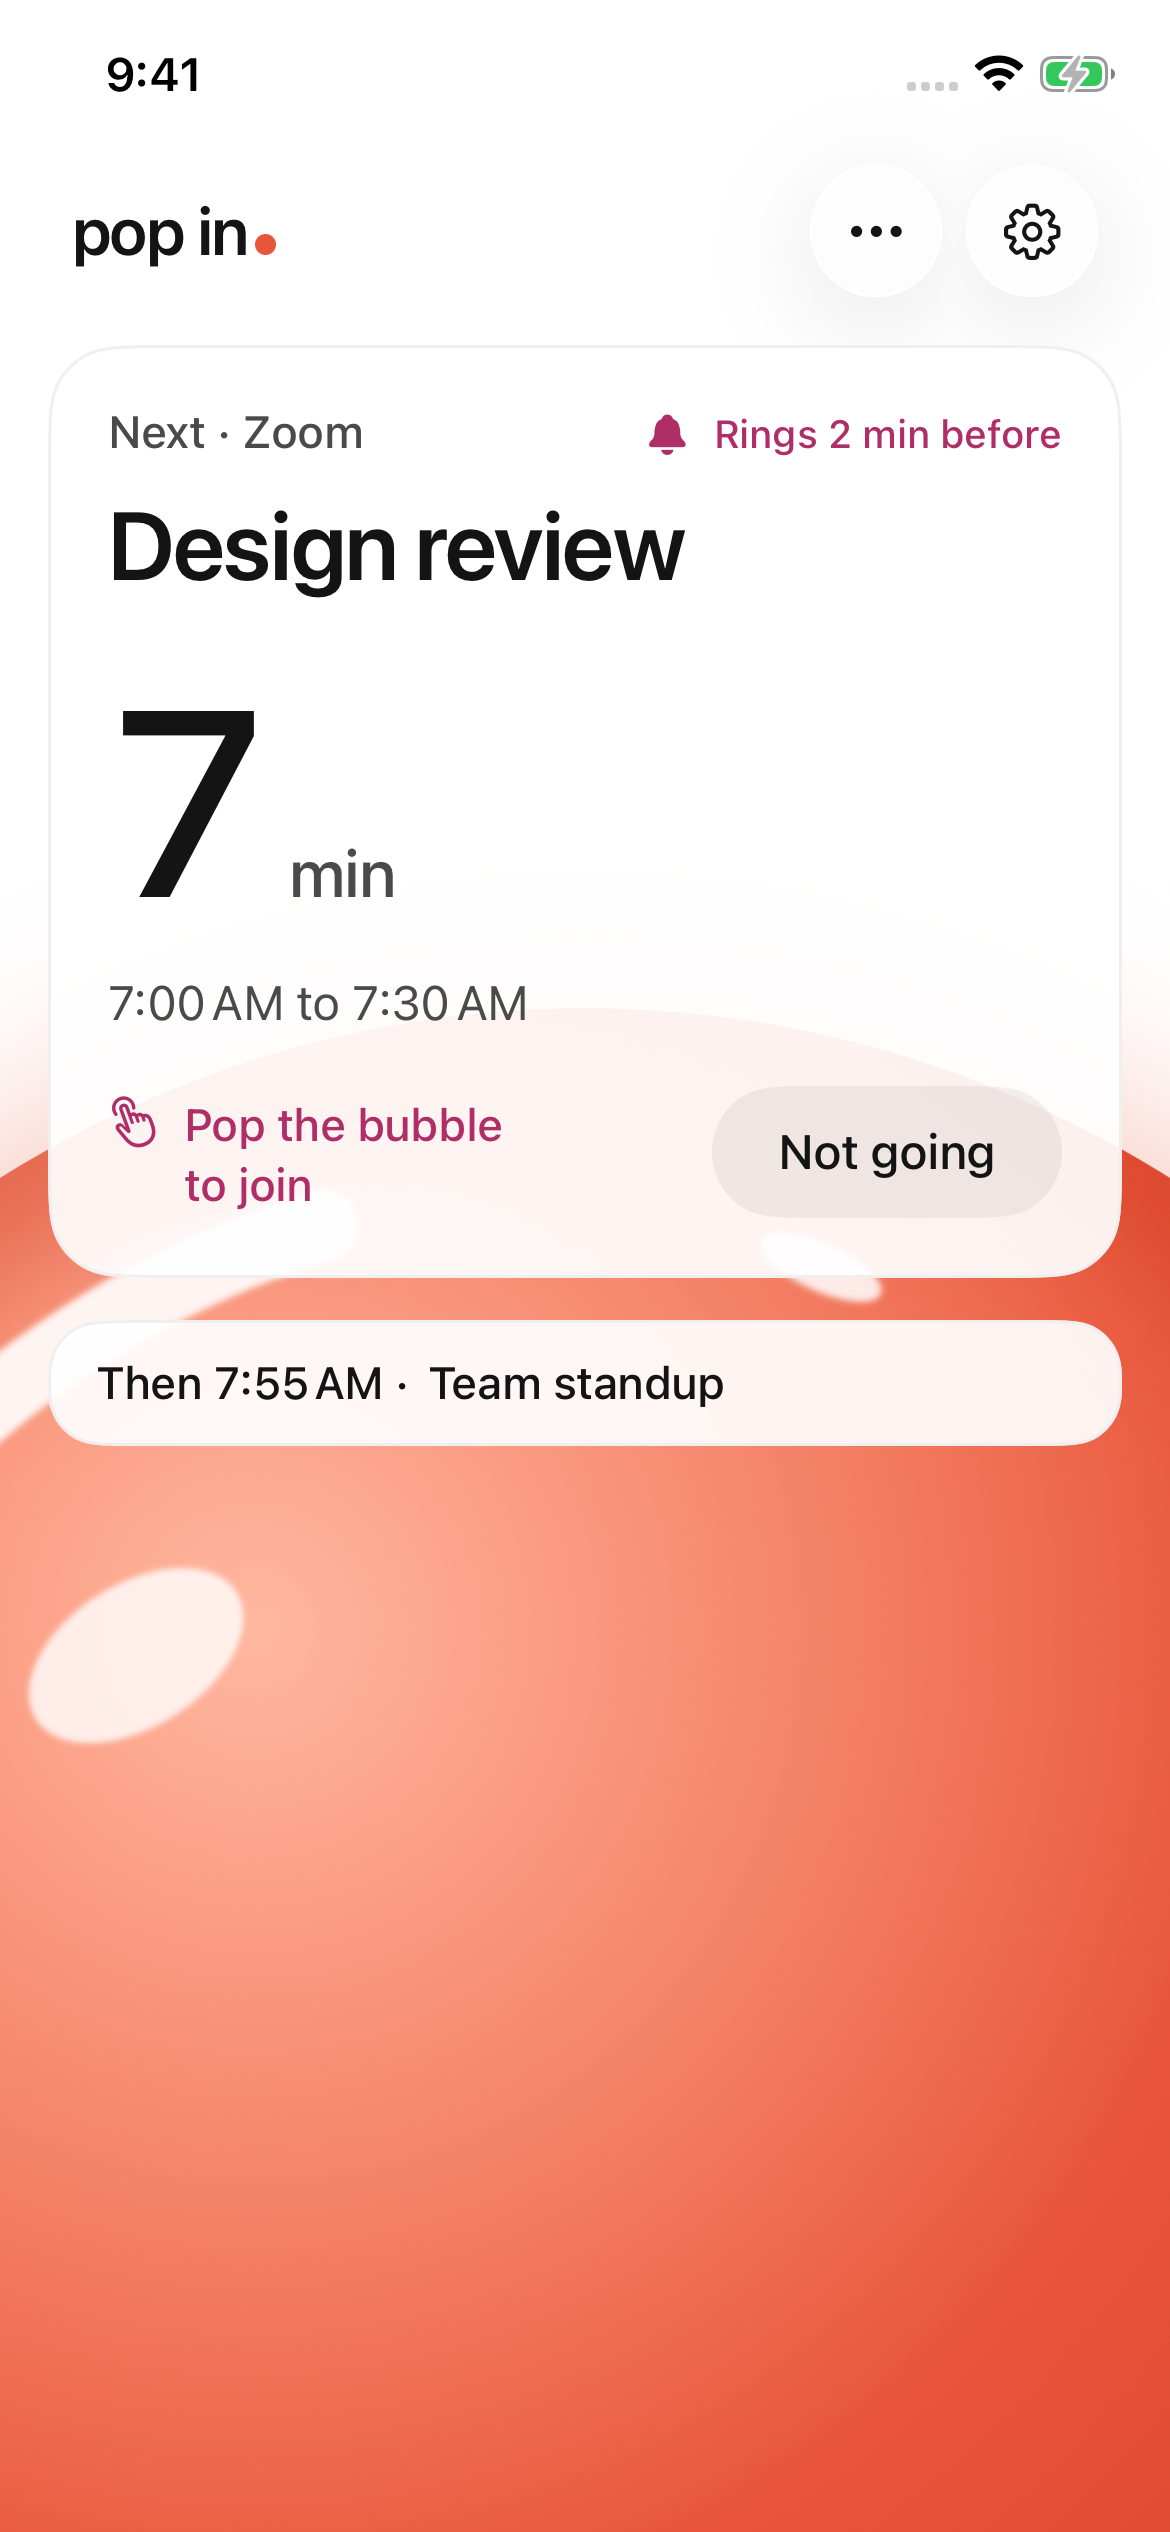 9:41
pop in.
Next · Zoom
Rings 2 min before
Design review
7 min
7:00 AM to 7:30 AM
Pop the bubble
to join
Not going
Then 7:55 AM · Team standup